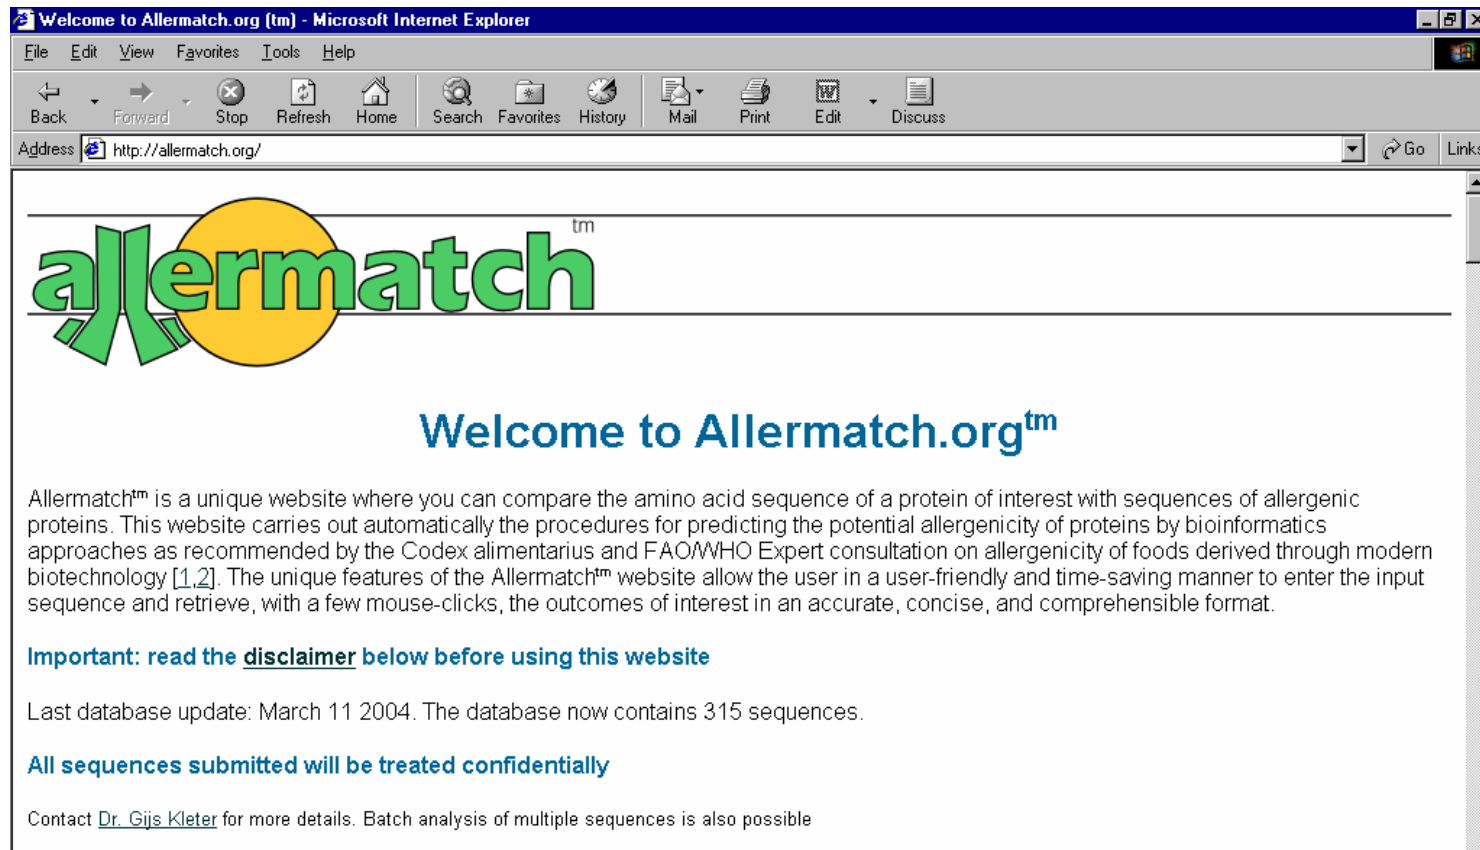 Welcome to Allermatch.org (tm) - Microsoft Internet Explorer
File Edit View Favorites Tools Help
Back Forward Stop Refresh Home Search Favorites History Mail Print Edit Discuss
Address http://allermatch.org/ Go Links
allermatch tm
Welcome to Allermatch.org tm
Allermatch tm is a unique website where you can compare the amino acid sequence of a protein of interest with sequences of allergenic
proteins. This website carries out automatically the procedures for predicting the potential allergenicity of proteins by bioinformatics
approaches as recommended by the Codex alimentarius and FAO/WHO Expert consultation on allergenicity of foods derived through modern
biotechnology [1,2]. The unique features of the Allermatch tm website allow the user in a user-friendly and time-saving manner to enter the input
sequence and retrieve, with a few mouse-clicks, the outcomes of interest in an accurate, concise, and comprehensible format.
Important: read the disclaimer below before using this website
Last database update: March 11 2004. The database now contains 315 sequences.
All sequences submitted will be treated confidentially
Contact Dr. Gijs Kleter for more details. Batch analysis of multiple sequences is also possible